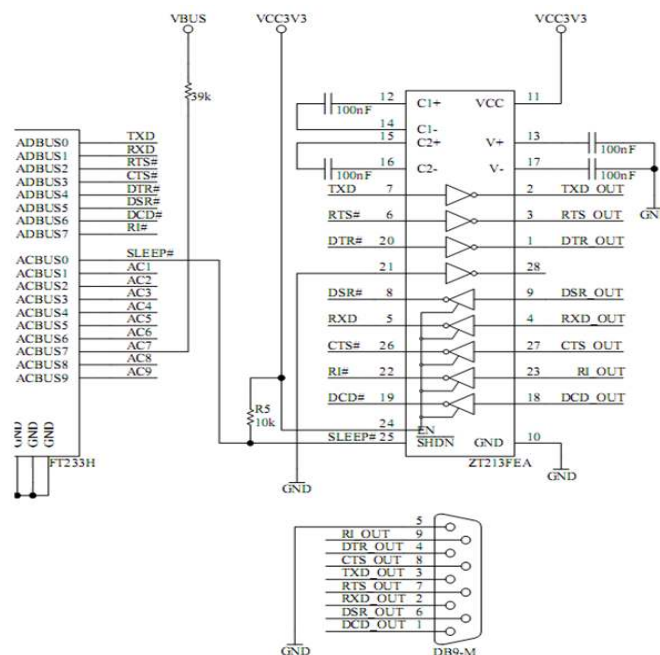 VBUS VCC3V3 VCC3V3
39k
12 C1+ VCC 11
100nF
14 C1-
15 C2+ V+ 13
100nF
16 C2- V- 17
100nF 100nF
GND
TXD 7 2 TXD_OUT
RTS# 6 3 RTS_OUT
DTR# 20 1 DTR_OUT
21 28
DSR# 8 9 DSR_OUT
RXD 5 4 RXD_OUT
CTS# 26 27 CTS_OUT
RI# 22 23 RI_OUT
DCD# 19 18 DCD_OUT
24 EN
SLEEP# 25 SHDN GND 10
ZT213FEA
GND
GND
R5
10k
ADBUS0 TXD
ADBUS1 RXD
ADBUS2 RTS#
ADBUS3 CTS#
ADBUS4 DTR#
ADBUS5 DSR#
ADBUS6 DCD#
ADBUS7 RI#
ACBUS0 SLEEP#
ACBUS1 AC1
ACBUS2 AC2
ACBUS3 AC3
ACBUS4 AC4
ACBUS5 AC5
ACBUS6 AC6
ACBUS7 AC7
ACBUS8 AC8
ACBUS9 AC9
GND GND GND
FT233H
5
RI_OUT 9
DTR_OUT 4
CTS_OUT 8
TXD_OUT 3
RTS_OUT 7
RXD_OUT 2
DSR_OUT 6
DCD_OUT 1
GND
DB9-M